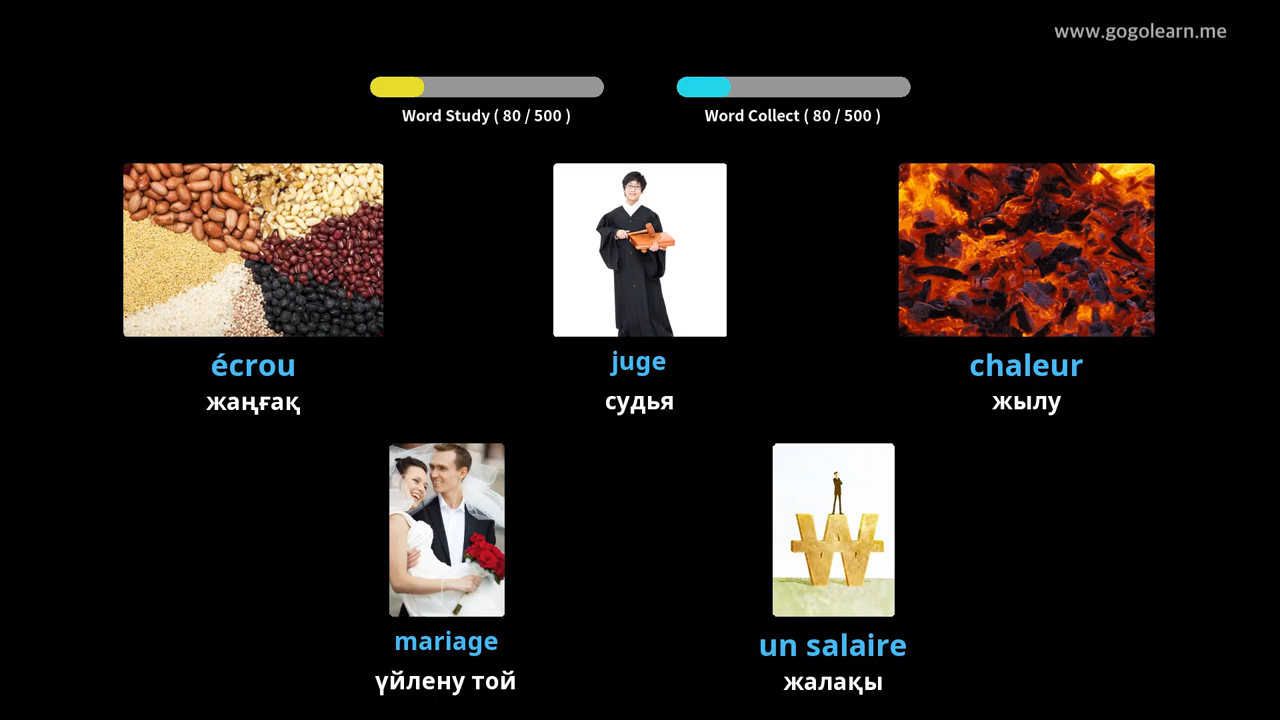 www.gogolearn.me
Word Study ( 80 / 500 )
Word Collect ( 80 / 500 )
écrou
жаңғақ
juge
судья
chaleur
жылу
mariage
үйлену той
un salaire
жалақы